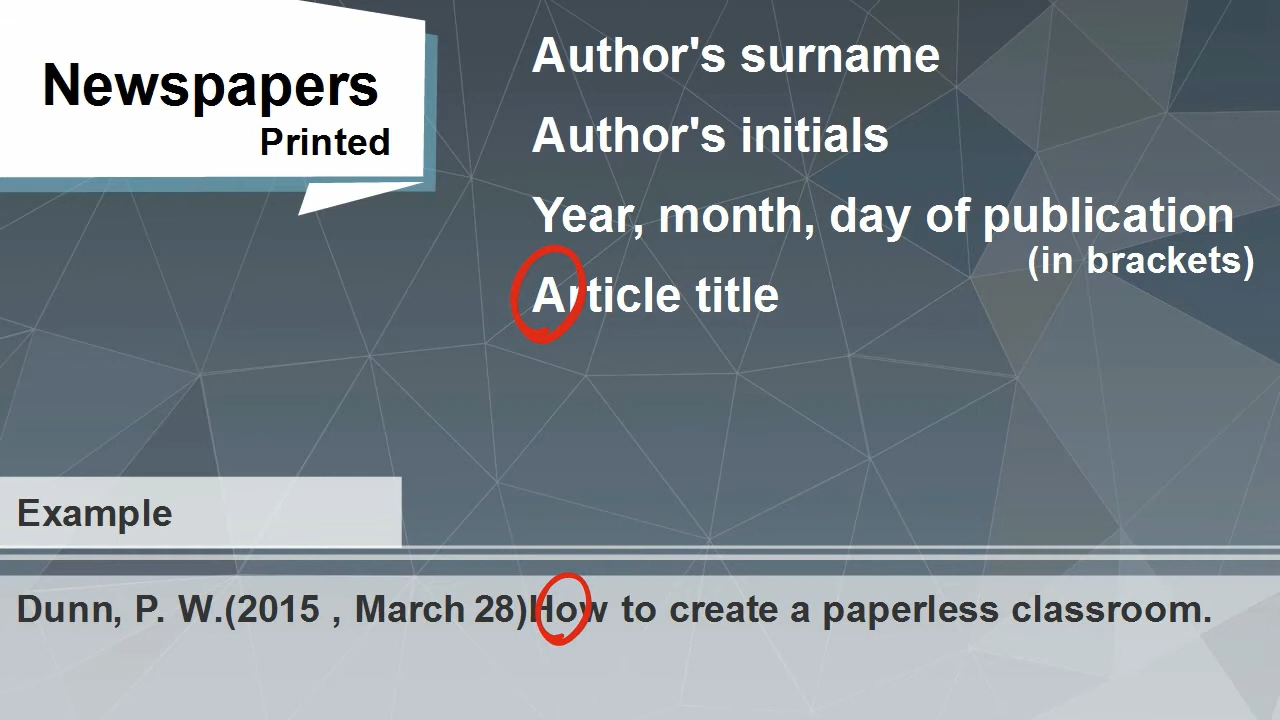 Newspapers
Printed
Author's surname
Author's initials
Year, month, day of publication
(in brackets)
Article title
Example
Dunn, P. W.(2015 , March 28)How to create a paperless classroom.